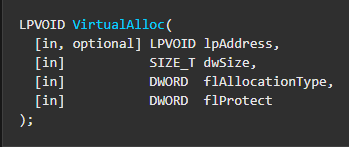 LPVOID VirtualAlloc(
  [in, optional] LPVOID lpAddress,
  [in]           SIZE_T dwSize,
  [in]           DWORD  flAllocationType,
  [in]           DWORD  flProtect
);